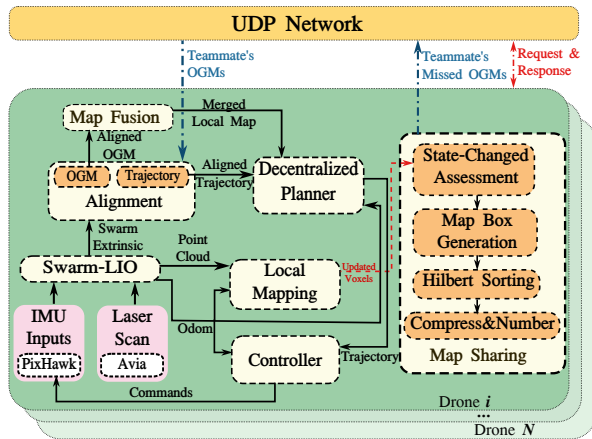 UDP Network
Teammate's
OGMs
Teammate's
Missed OGMs
Request &
Response
Map Fusion
Merged
Local Map
Aligned
OGM
OGM
Trajectory
Alignment
Aligned
Trajectory
Decentralized
Planner
State-Changed
Assessment
Map Box
Generation
Hilbert Sorting
Compress&Number
Map Sharing
Swarm
Extrinsic
Swarm-LIO
Point
Cloud
Local
Mapping
Updated
Voxels
IMU
Inputs
PixHawk
Laser
Scan
Avia
Odom
Controller
Trajectory
Commands
Drone i
...
Drone N